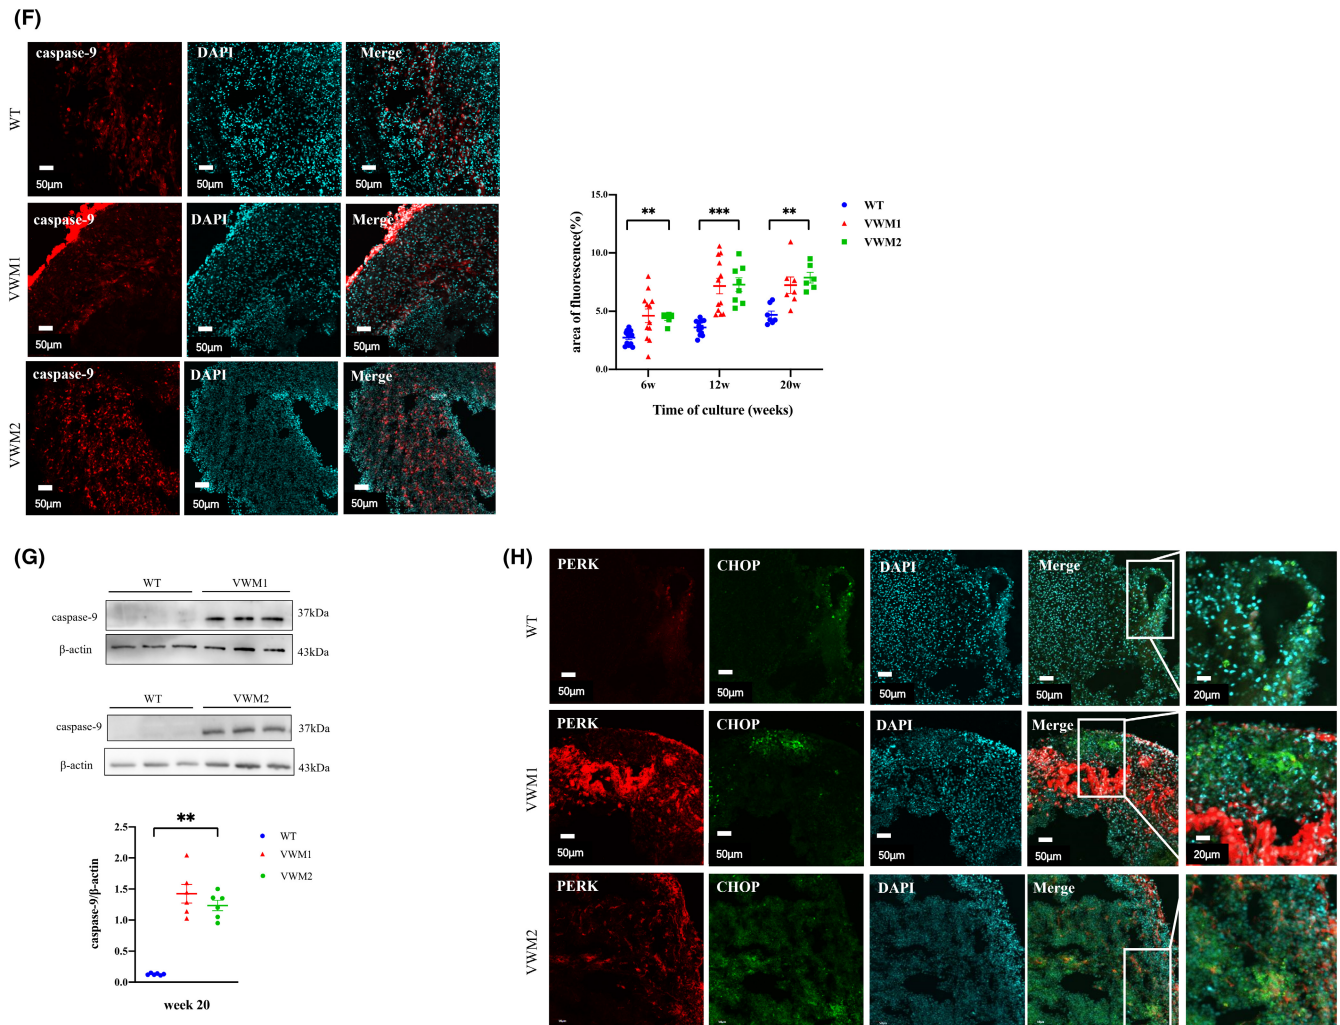 (F)
caspase-9 DAPI Merge
WT
50μm 50μm 50μm
caspase-9 DAPI Merge
VWM1
50μm 50μm 50μm
caspase-9 DAPI Merge
VWM2
50μm 50μm 50μm
15.0
10.0
5.0
0.0
area of fluorescence(%)
** *** **
6w 12w 20w
Time of culture (weeks)
WT
VWM1
VWM2
(G)
WT VWM1
caspase-9 37kDa
β-actin 43kDa
WT VWM2
caspase-9 37kDa
β-actin 43kDa
2.5
2.0
1.5
1.0
0.5
0.0
caspase-9/β-actin
**
week 20
WT
VWM1
VWM2
(H)
PERK CHOP DAPI Merge
WT
50μm 50μm 50μm 50μm 20μm
PERK CHOP DAPI Merge
VWM1
50μm 50μm 50μm 50μm 20μm
PERK CHOP DAPI Merge
VWM2